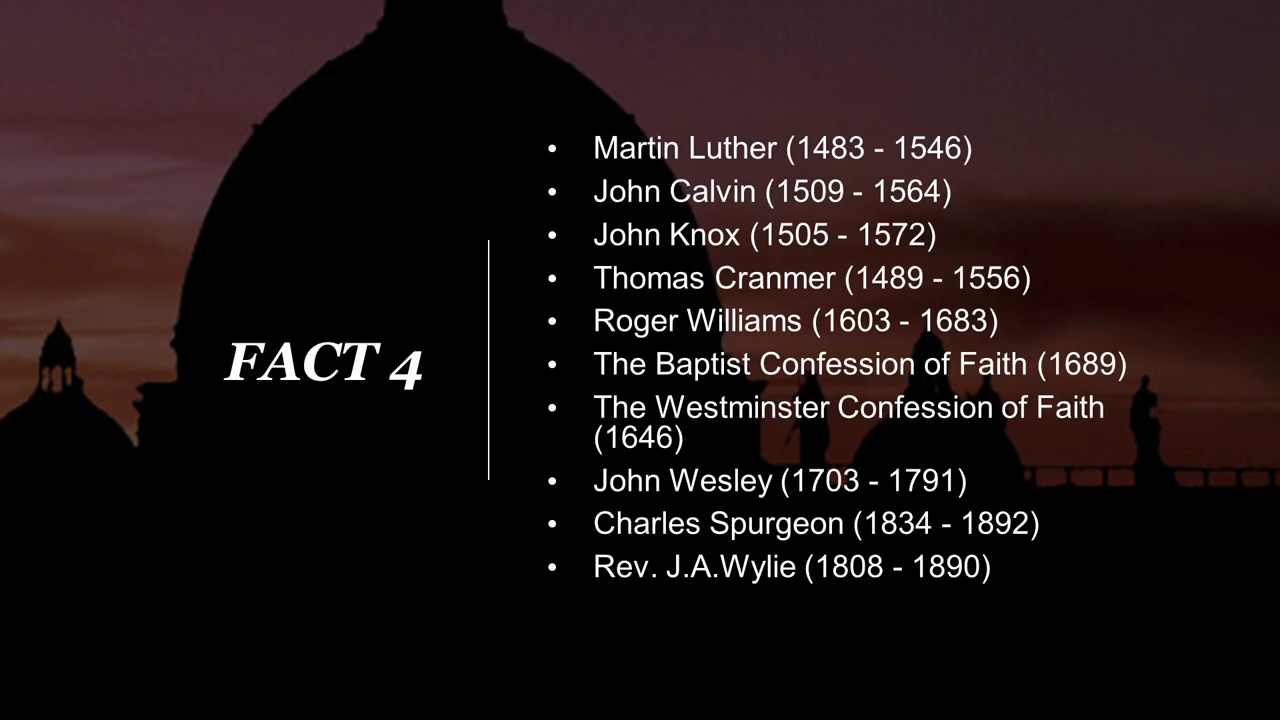 FACT 4
• Martin Luther (1483 - 1546)
• John Calvin (1509 - 1564)
• John Knox (1505 - 1572)
• Thomas Cranmer (1489 - 1556)
• Roger Williams (1603 - 1683)
• The Baptist Confession of Faith (1689)
• The Westminster Confession of Faith
(1646)
• John Wesley (1703 - 1791)
• Charles Spurgeon (1834 - 1892)
• Rev. J.A.Wylie (1808 - 1890)